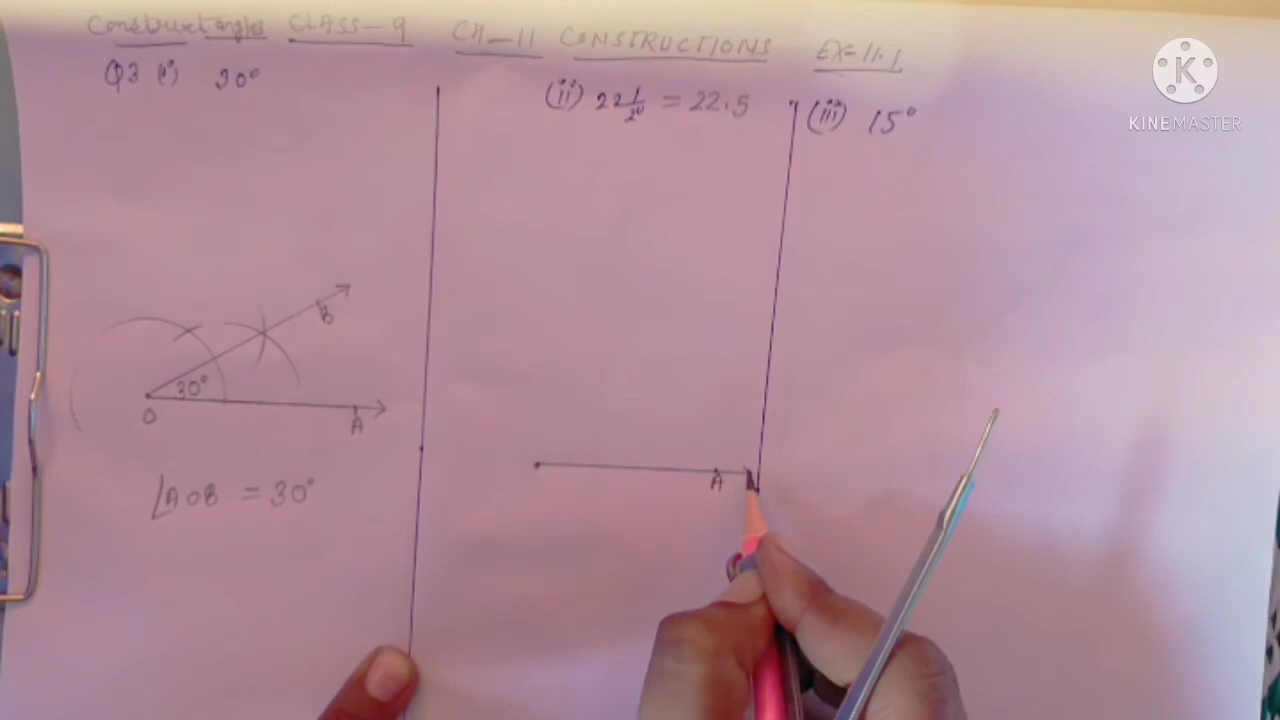 Construct angles CLASS-9 CH-11 CONSTRUCTIONS EX-11.1
Q3 (i) 30°
(ii) 22 1/2° = 22.5
(iii) 15°
K
KINEMASTER
B
30°
O
A
∠AOB = 30°
A